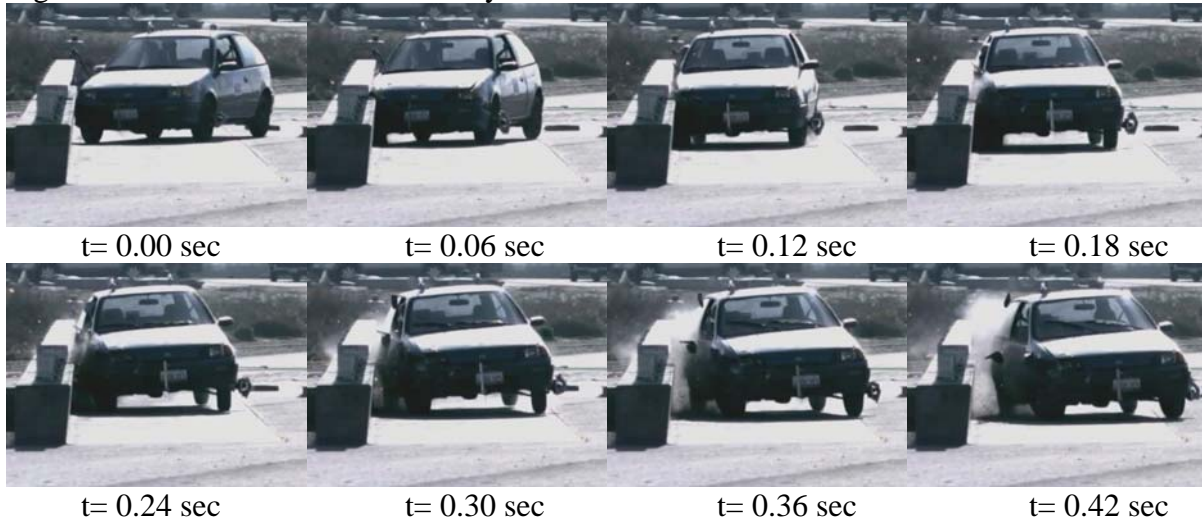 t= 0.00 sec t= 0.06 sec t= 0.12 sec t= 0.18 sec
t= 0.24 sec t= 0.30 sec t= 0.36 sec t= 0.42 sec